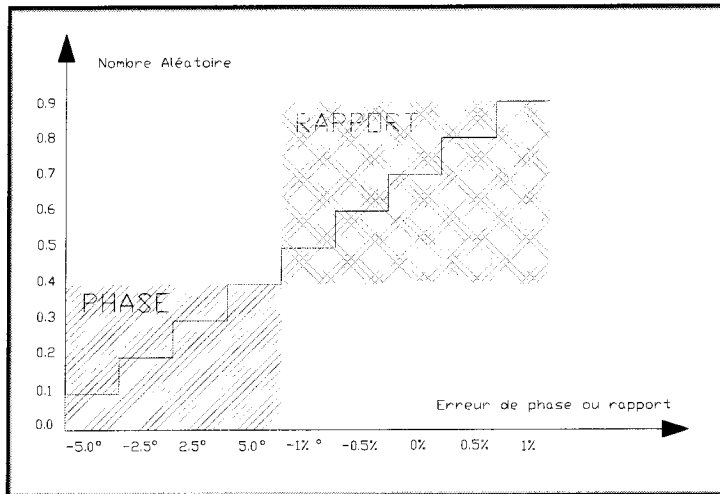 Nombre Aléatoire
0.9
RAPPORT
0.8
0.7
0.6
0.5
0.4
PHASE
0.3
0.2
0.1
0.0
Erreur de phase ou rapport
-5.0° -2.5° 2.5° 5.0° -1% ° -0.5% 0% 0.5% 1%